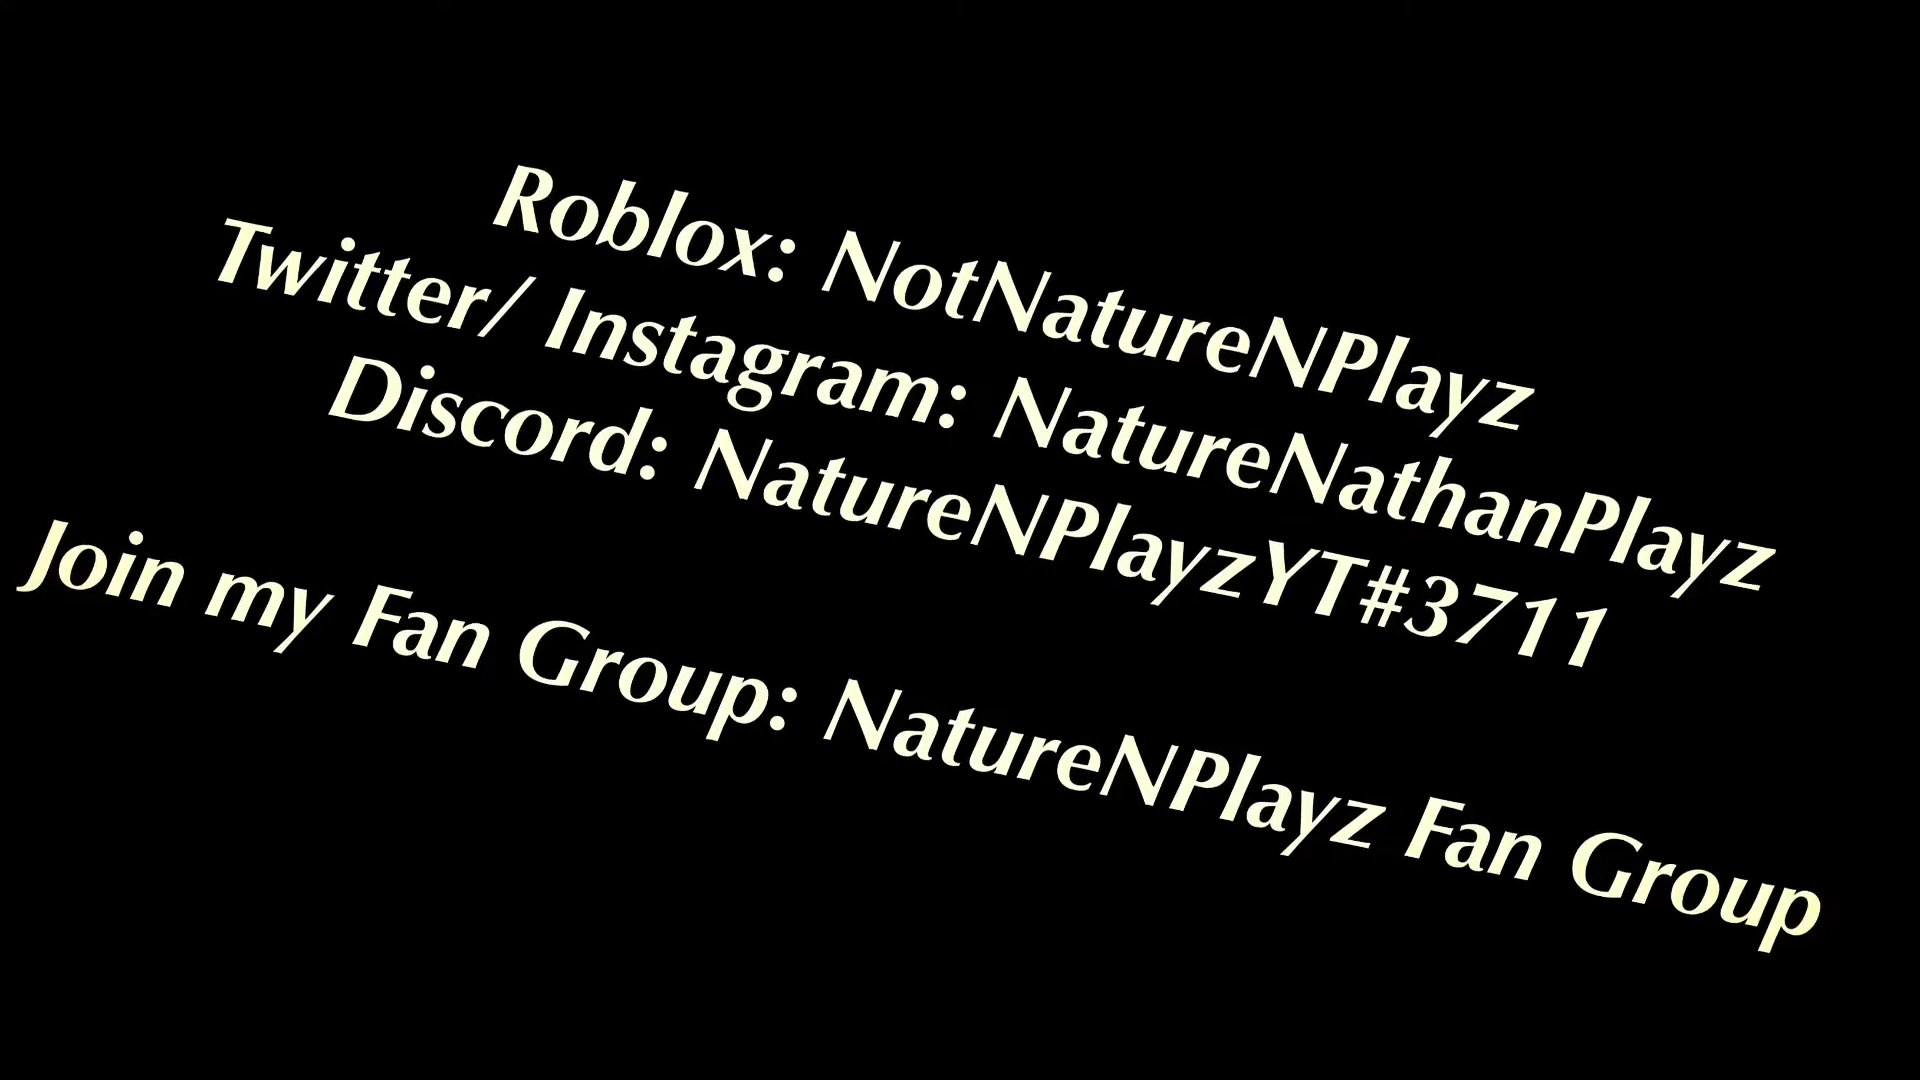 Roblox: NotNatureNPlayz
Twitter/ Instagram: NatureNathanPlayz
Discord: NatureNPlayzYT#3711
Join my Fan Group: NatureNPlayz Fan Group